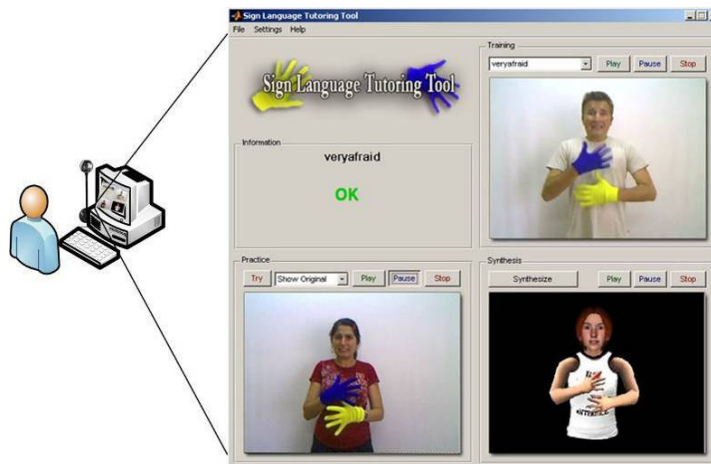 Sign Language Tutoring Tool
File Settings Help
Sign Language Tutoring Tool
Information
veryafraid
OK
Training
veryafraid Play Pause Stop
Practice
Try Show Original Play Pause Stop
Synthesis
Synthesize Play Pause Stop